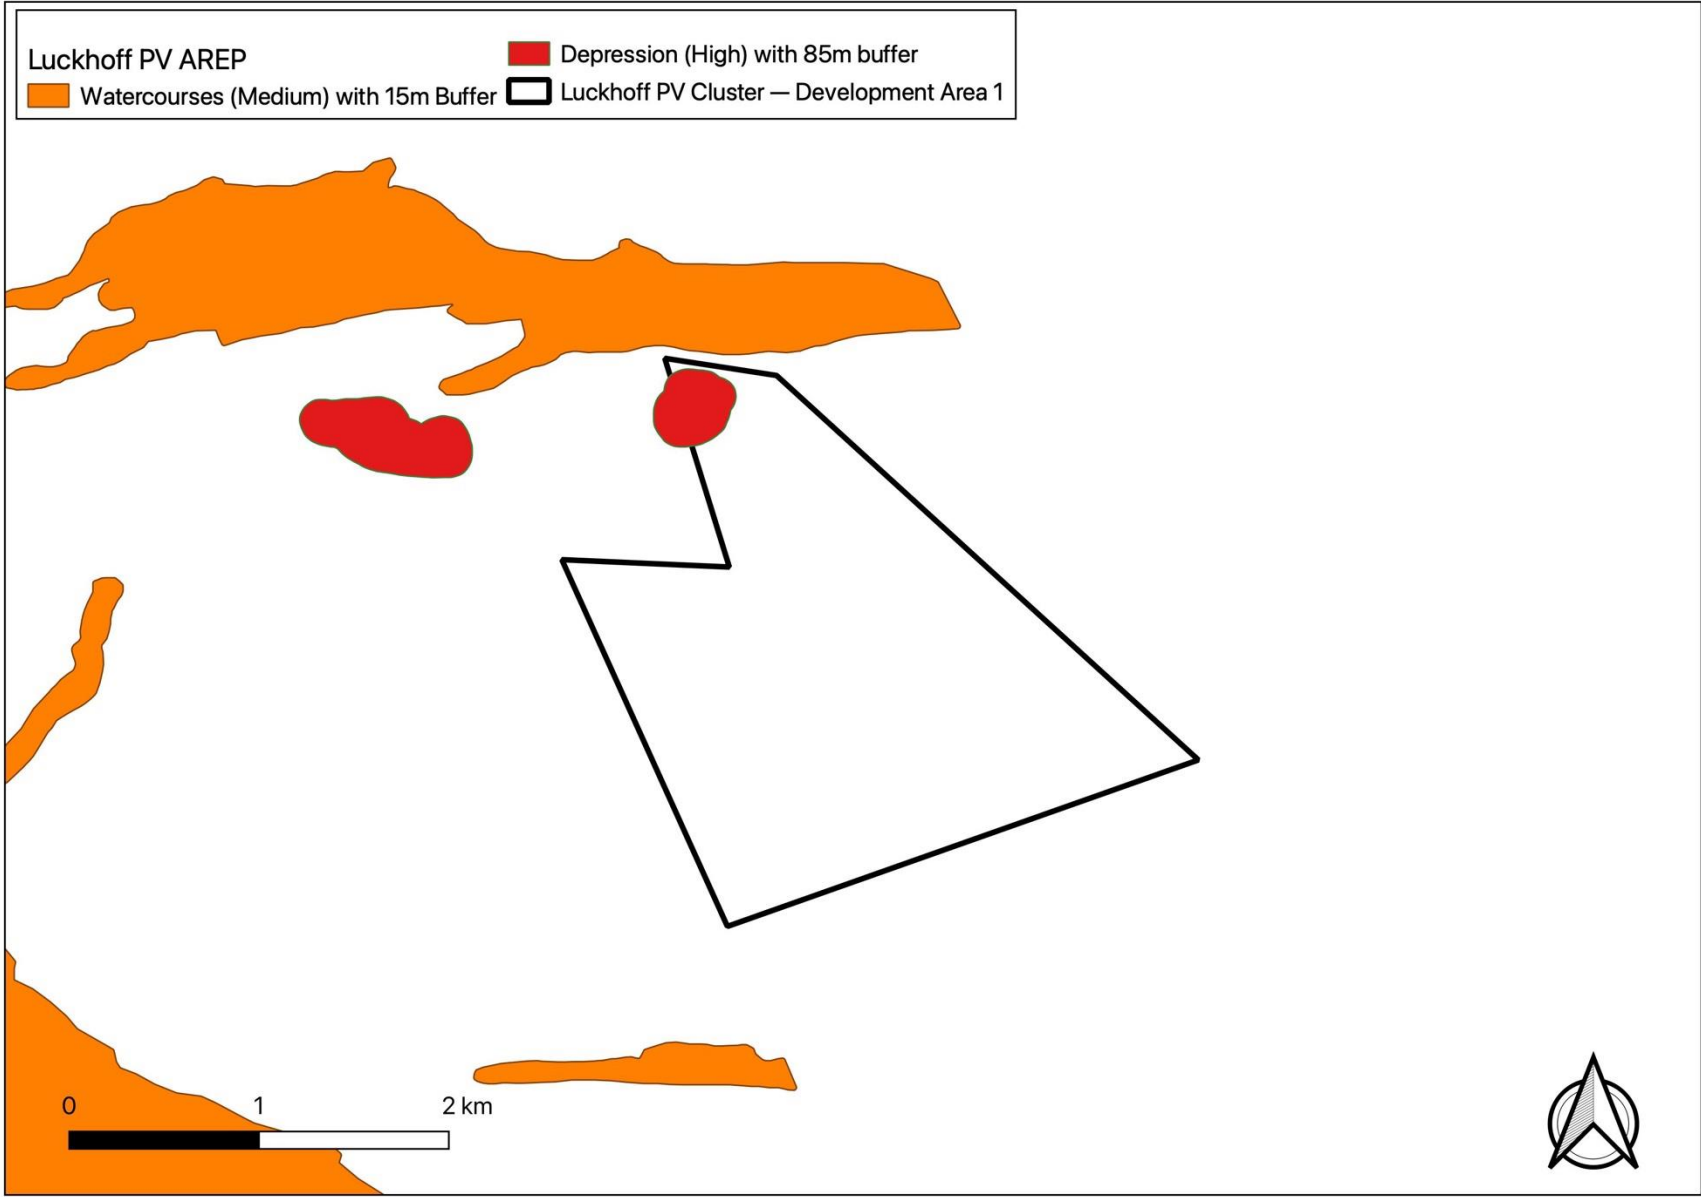 Luckhoff PV AREP
Watercourses (Medium) with 15m Buffer
Depression (High) with 85m buffer
Luckhoff PV Cluster — Development Area 1
0 1 2 km